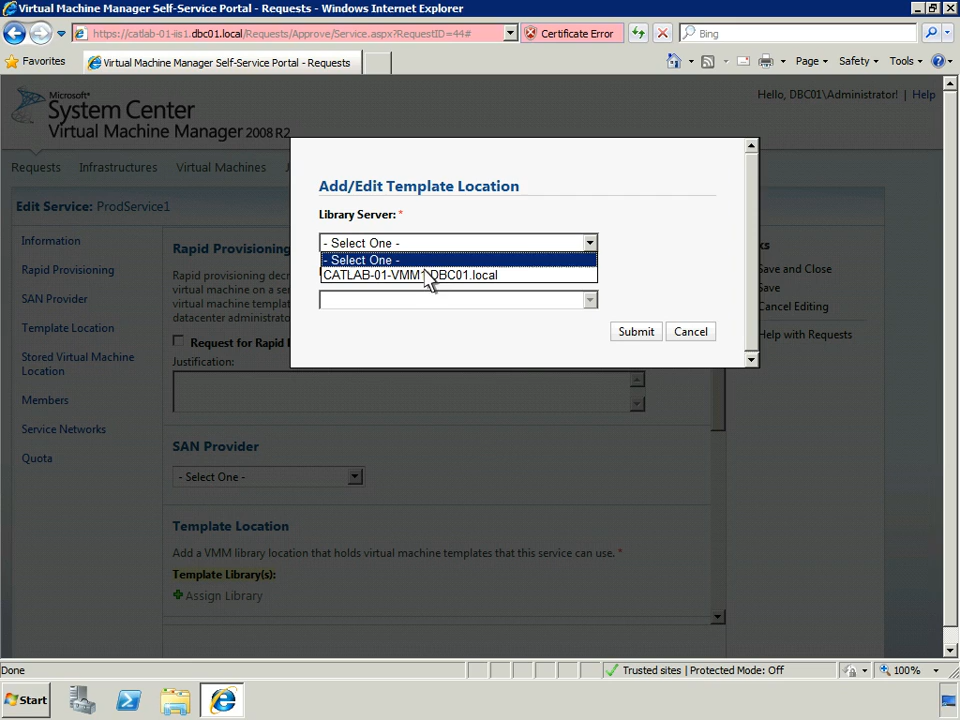 Virtual Machine Manager Self-Service Portal - Requests - Windows Internet Explorer
https://catlab-01-iis1.dbc01.local/Requests/Approve/Service.aspx?RequestID=44#
Certificate Error
Bing
Favorites
Virtual Machine Manager Self-Service Portal - Requests
Page
Safety
Tools
Microsoft®
System Center
Virtual Machine Manager 2008 R2
Hello, DBC01\Administrator! | Help
Requests
Infrastructures
Virtual Machines
Edit Service: ProdService1
Information
Rapid Provisioning
SAN Provider
Template Location
Stored Virtual Machine
Location
Members
Service Networks
Quota
Rapid Provisioning
Rapid provisioning decr
virtual machine on a se
virtual machine templat
datacenter administrato
Request for Rapid
Justification:
SAN Provider
- Select One -
Template Location
Add a VMM library location that holds virtual machine templates that this service can use. *
Template Library(s):
Assign Library
Add/Edit Template Location
Library Server: *
- Select One -
- Select One -
CATLAB-01-VMM1.DBC01.local
Submit
Cancel
ks
Save and Close
Save
Cancel Editing
Help with Requests
Done
Trusted sites | Protected Mode: Off
100%
Start